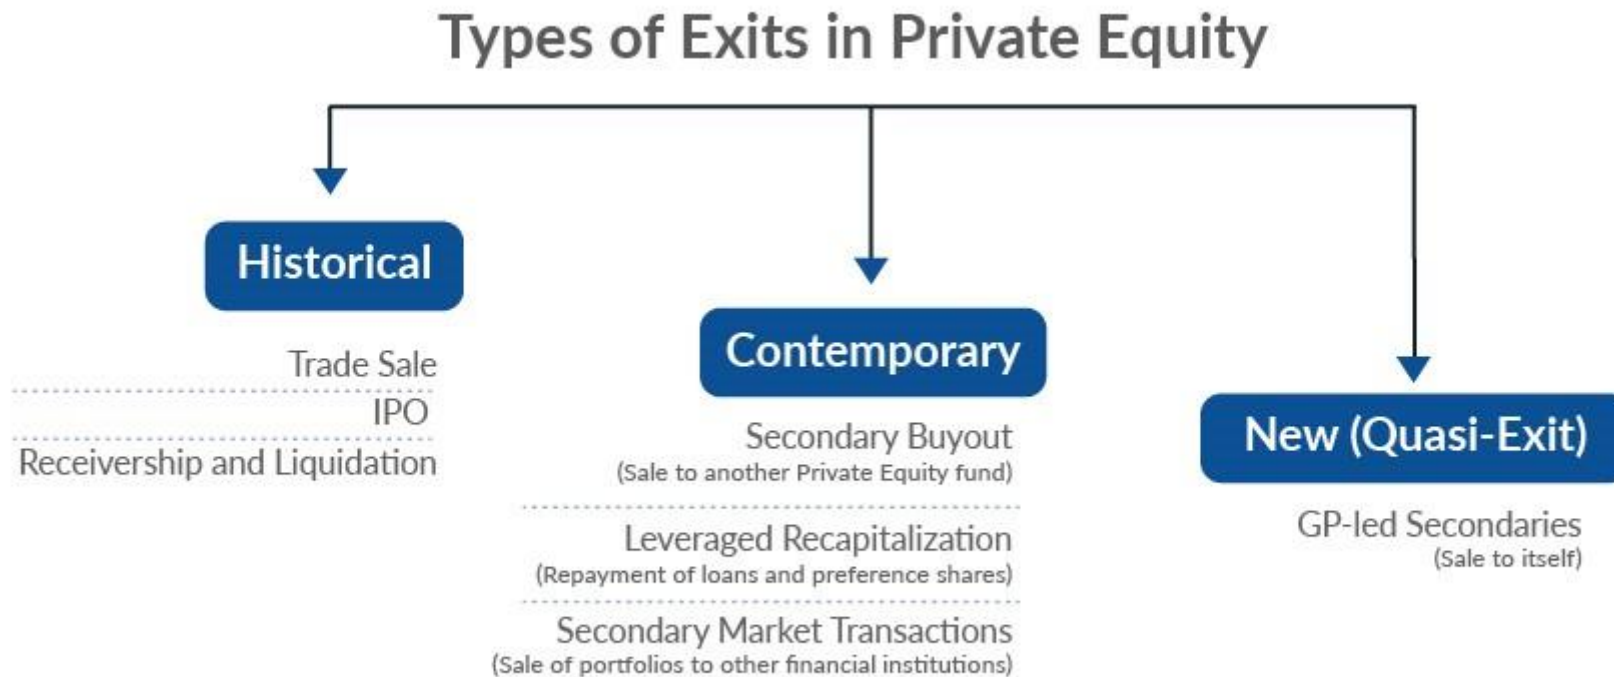 Types of Exits in Private Equity
Historical
Trade Sale
IPO
Receivership and Liquidation
Contemporary
Secondary Buyout
(Sale to another Private Equity fund)
Leveraged Recapitalization
(Repayment of loans and preference shares)
Secondary Market Transactions
(Sale of portfolios to other financial institutions)
New (Quasi-Exit)
GP-led Secondaries
(Sale to itself)